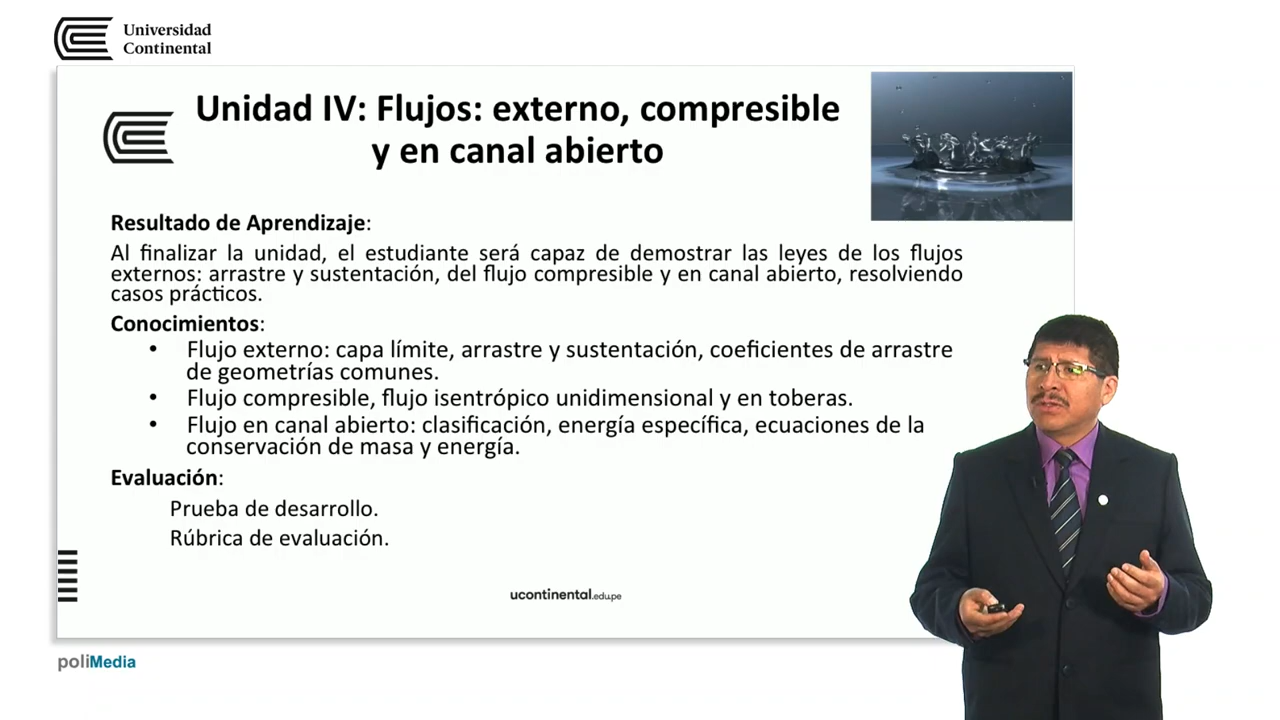 Universidad
Continental
Unidad IV: Flujos: externo, compresible
y en canal abierto
Resultado de Aprendizaje:
Al finalizar la unidad, el estudiante será capaz de demostrar las leyes de los flujos
externos: arrastre y sustentación, del flujo compresible y en canal abierto, resolviendo
casos prácticos.
Conocimientos:
• Flujo externo: capa límite, arrastre y sustentación, coeficientes de arrastre
de geometrías comunes.
• Flujo compresible, flujo isentrópico unidimensional y en toberas.
• Flujo en canal abierto: clasificación, energía específica, ecuaciones de la
conservación de masa y energía.
Evaluación:
Prueba de desarrollo.
Rúbrica de evaluación.
ucontinental.edu.pe
poliMedia